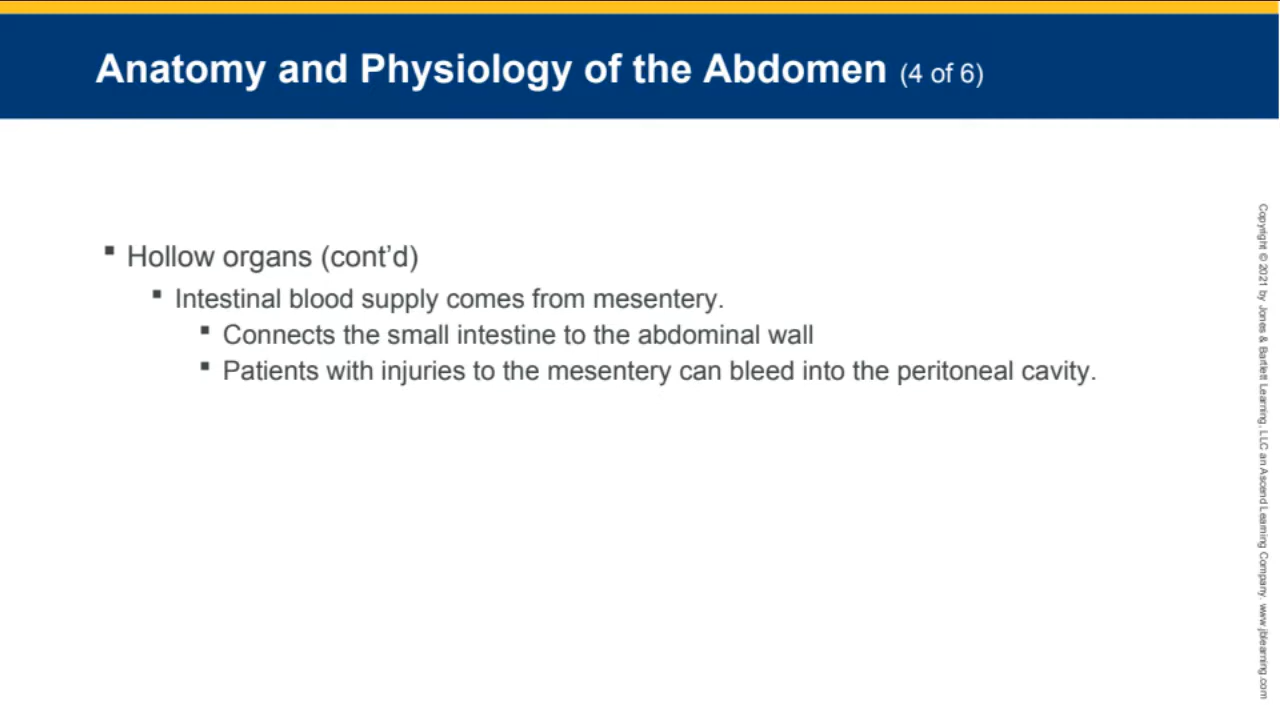 Anatomy and Physiology of the Abdomen (4 of 6)
▪ Hollow organs (cont’d)
▪ Intestinal blood supply comes from mesentery.
▪ Connects the small intestine to the abdominal wall
▪ Patients with injuries to the mesentery can bleed into the peritoneal cavity.
Copyright © 2021 by Jones & Bartlett Learning, LLC an Ascend Learning Company. www.jblearning.com